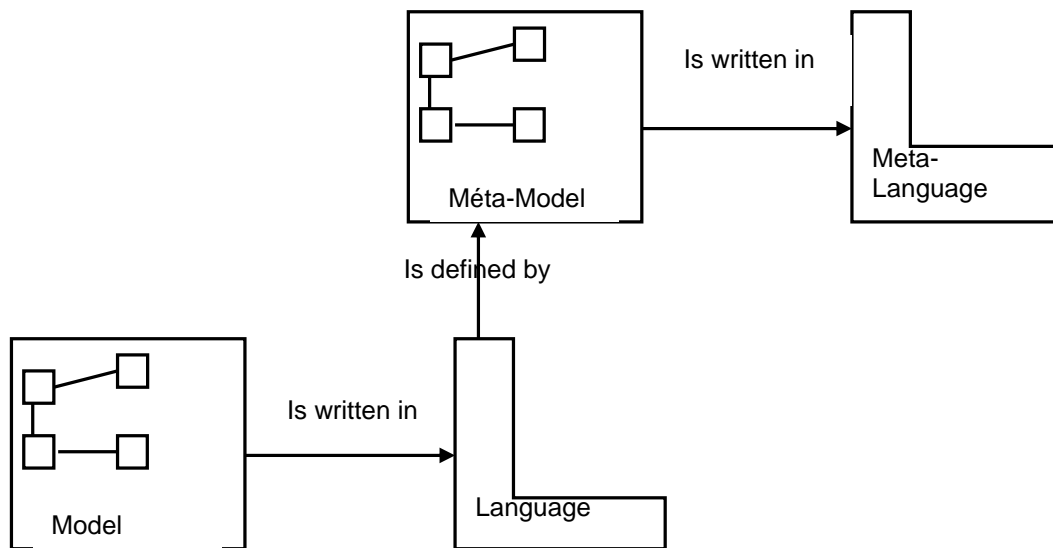 Is written in
Meta-
Language
Méta-Model
Is defined by
Is written in
Language
Model